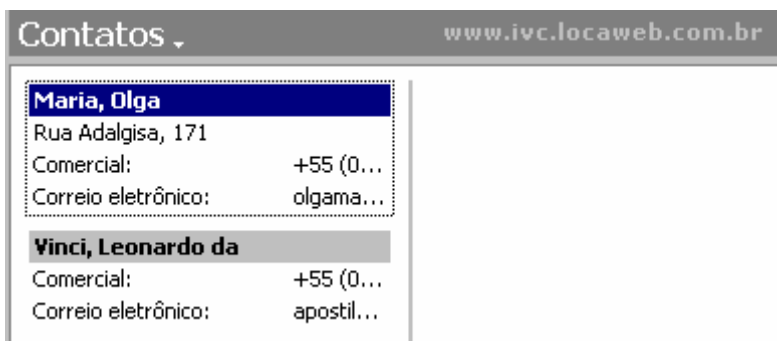 Contatos
www.ivc.locaweb.com.br
Maria, Olga
Rua Adalgisa, 171
Comercial: +55 (0...
Correio eletrônico: olgama...
Vinci, Leonardo da
Comercial: +55 (0...
Correio eletrônico: apostil...